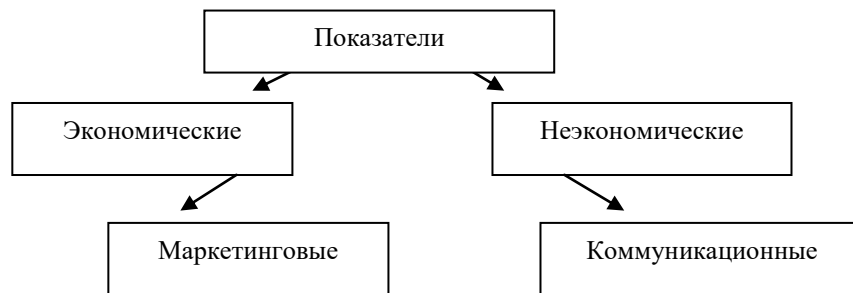 Показатели
Экономические
Неэкономические
Маркетинговые
Коммуникационные